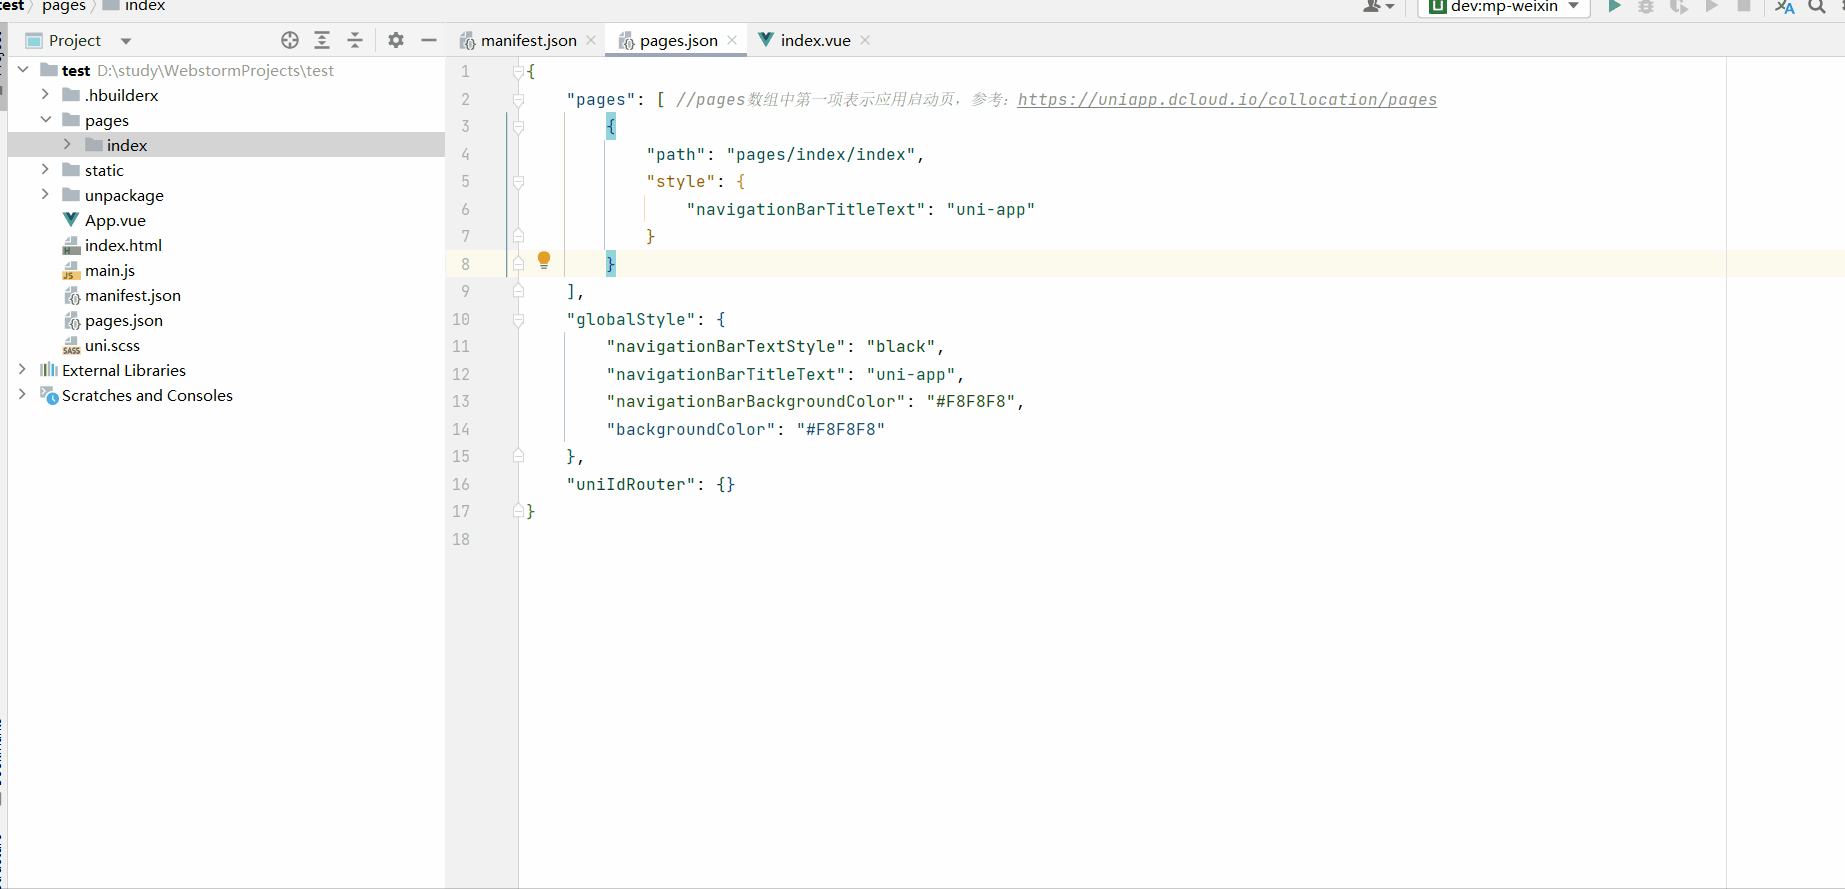 test pages index
dev:mp-weixin
Project
manifest.json
pages.json
index.vue
test D:\study\WebstormProjects\test
.hbuilderx
pages
index
static
unpackage
App.vue
index.html
main.js
manifest.json
pages.json
uni.scss
External Libraries
Scratches and Consoles
1 {
2 "pages": [ //pages数组中第一项表示应用启动页，参考：https://uniapp.dcloud.io/collocation/pages
3 {
4 "path": "pages/index/index",
5 "style": {
6 "navigationBarTitleText": "uni-app"
7 }
8 }
9 ],
10 "globalStyle": {
11 "navigationBarTextStyle": "black",
12 "navigationBarTitleText": "uni-app",
13 "navigationBarBackgroundColor": "#F8F8F8",
14 "backgroundColor": "#F8F8F8"
15 },
16 "uniIdRouter": {}
17 }
18